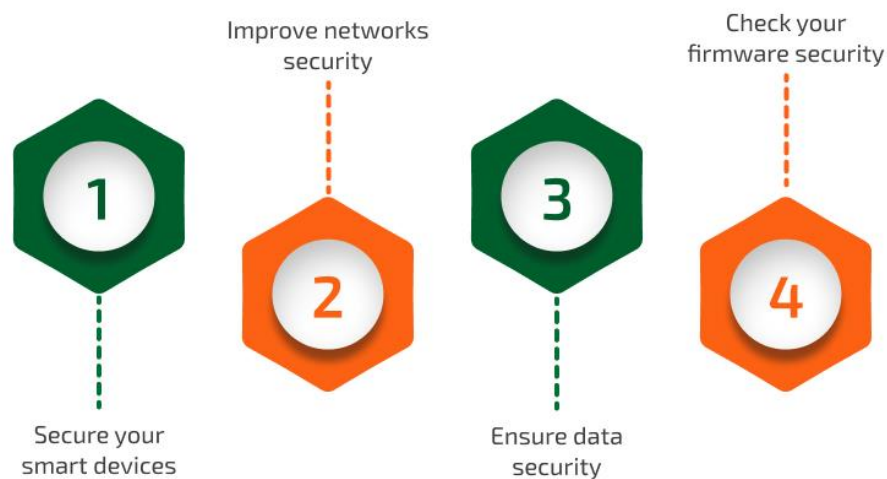 1
Secure your
smart devices
Improve networks
security
2
3
Ensure data
security
Check your
firmware security
4